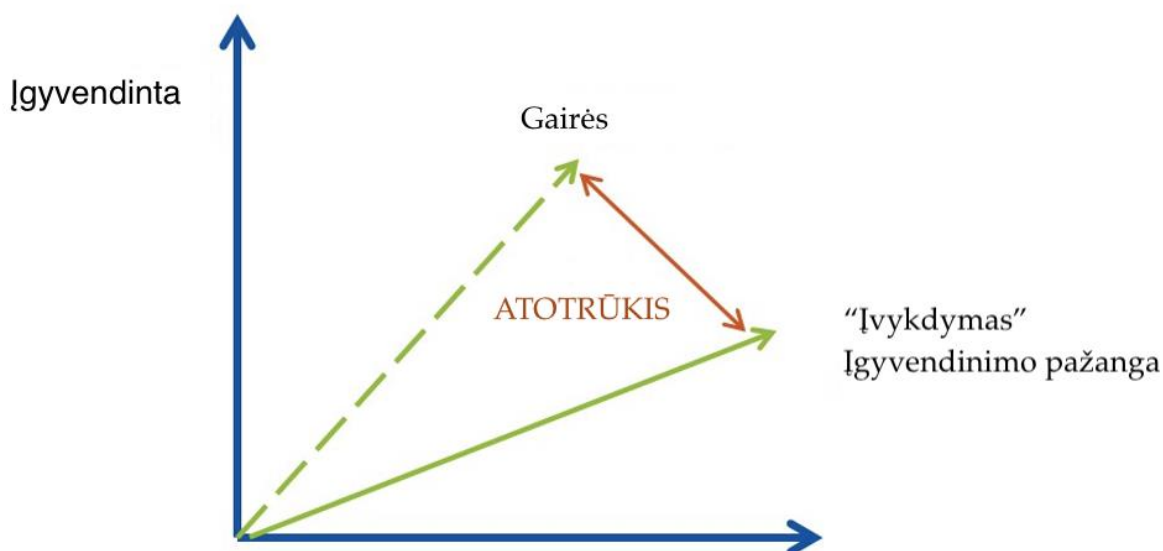 Įgyvendinta
Gairės
ATOTRŪKIS
“Įvykdymas”
Įgyvendinimo pažanga